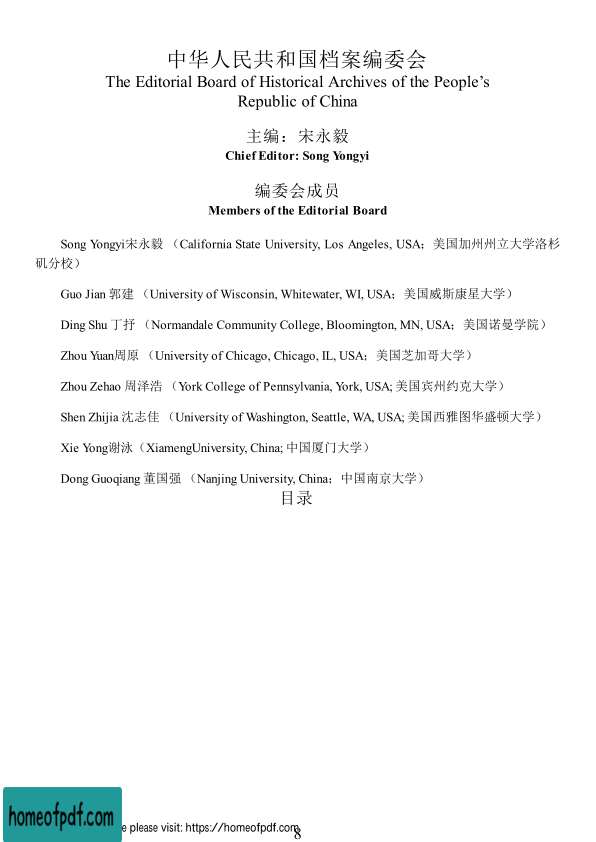 中华人民共和国档案编委会
The Editorial Board of Historical Archives of the People's
Republic of China
主编：宋永毅
Chief Editor: Song Yongyi
编委会成员
Members of the Editorial Board
Song Yongyi宋永毅 （California State University, Los Angeles, USA；美国加州州立大学洛杉
矶分校）
Guo Jian 郭建 （University of Wisconsin, Whitewater, WI, USA；美国威斯康星大学）
Ding Shu 丁抒 （Normandale Community College, Bloomington, MN, USA；美国诺曼学院）
Zhou Yuan周原 （University of Chicago, Chicago, IL, USA；美国芝加哥大学）
Zhou Zehao 周泽浩 （York College of Pennsylvania, York, USA; 美国宾州约克大学）
Shen Zhijia 沈志佳 （University of Washington, Seattle, WA, USA; 美国西雅图华盛顿大学）
Xie Yong谢泳（XiamengUniversity, China; 中国厦门大学）
Dong Guoqiang 董国强 （Nanjing University, China；中国南京大学）
目录
homeofpdf.com
e please visit: https://homeofpdf.com
8